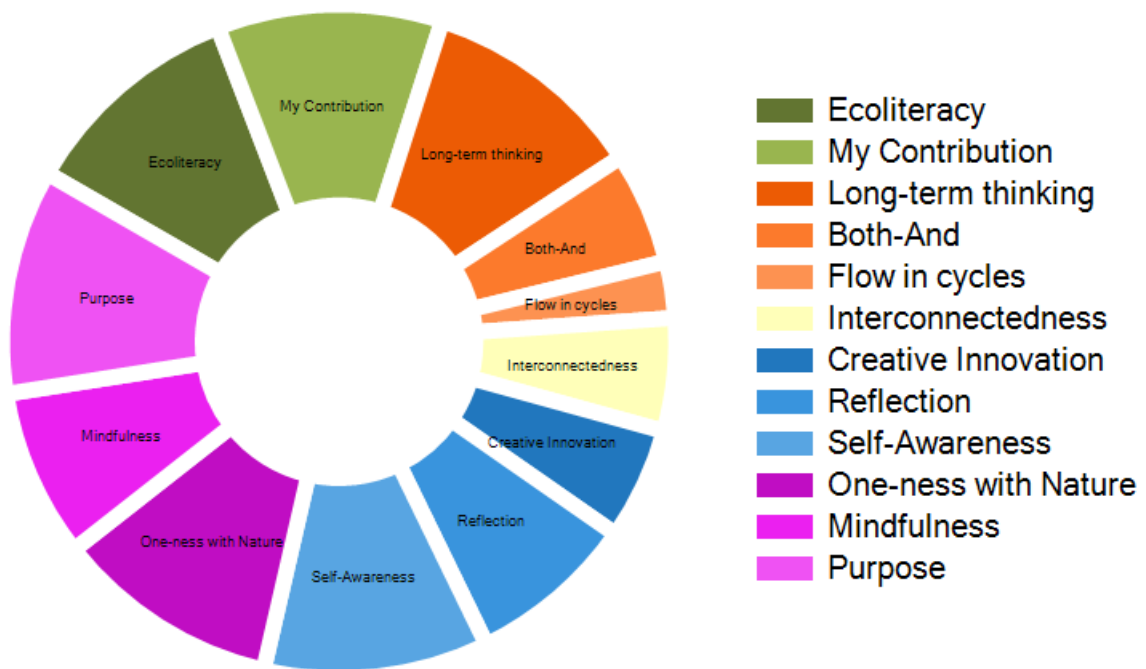 My Contribution
Long-term thinking
Ecoliteracy
Both-And
Purpose
Flow in cycles
Interconnectedness
Mindfulness
Creative Innovation
Reflection
One-ness with Nature
Self-Awareness
Ecoliteracy
My Contribution
Long-term thinking
Both-And
Flow in cycles
Interconnectedness
Creative Innovation
Reflection
Self-Awareness
One-ness with Nature
Mindfulness
Purpose